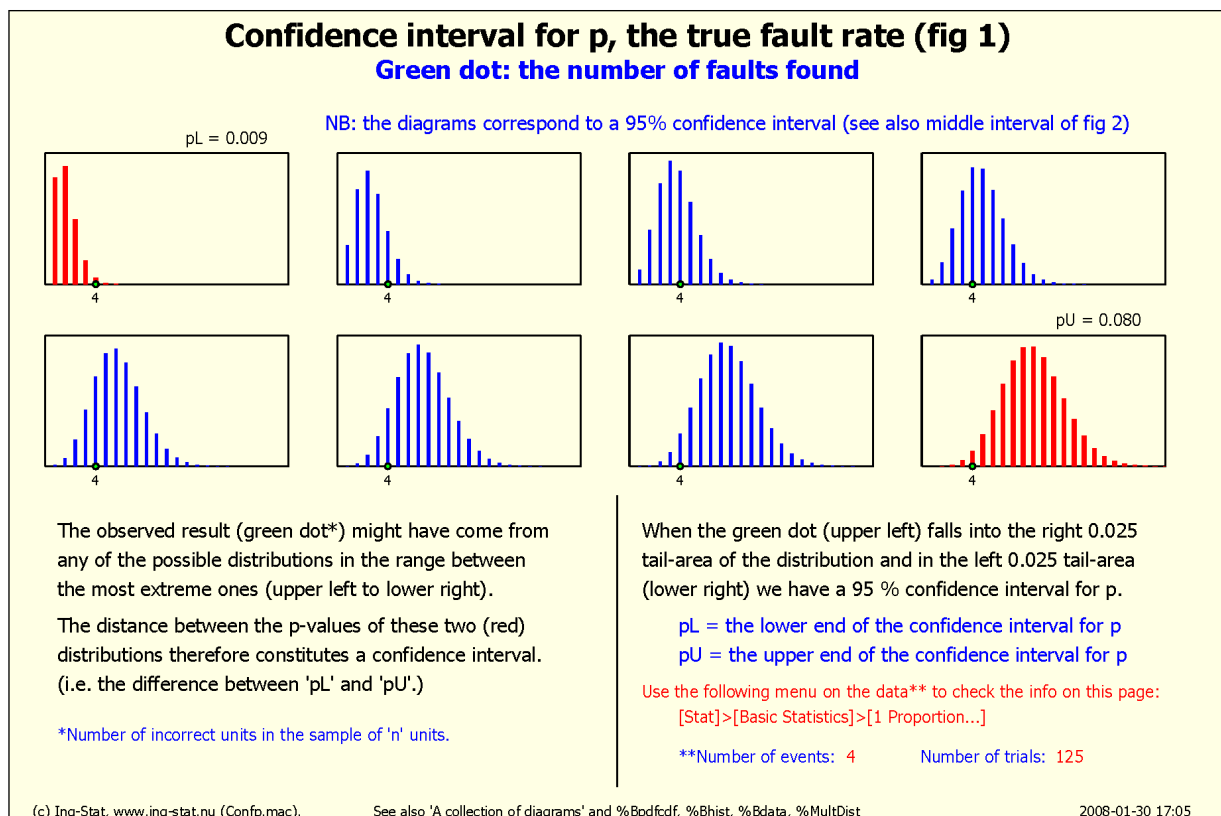 Confidence interval for p, the true fault rate (fig 1)
Green dot: the number of faults found
NB: the diagrams correspond to a 95% confidence interval (see also middle interval of fig 2)
pL = 0.009
4
4
4
4
pU = 0.080
4
4
4
4
The observed result (green dot*) might have come from
any of the possible distributions in the range between
the most extreme ones (upper left to lower right).
The distance between the p-values of these two (red)
distributions therefore constitutes a confidence interval.
(i.e. the difference between 'pL' and 'pU'.)
*Number of incorrect units in the sample of 'n' units.
When the green dot (upper left) falls into the right 0.025
tail-area of the distribution and in the left 0.025 tail-area
(lower right) we have a 95 % confidence interval for p.
pL = the lower end of the confidence interval for p
pU = the upper end of the confidence interval for p
Use the following menu on the data** to check the info on this page:
[Stat]>[Basic Statistics]>[1 Proportion...]
**Number of events: 4 Number of trials: 125
(c) Ing-Stat, www.ing-stat.nu (Confp.mac). See also 'A collection of diagrams' and %Bpdfcdf, %Bhist, %Bdata, %MultDist 2008-01-30 17:05